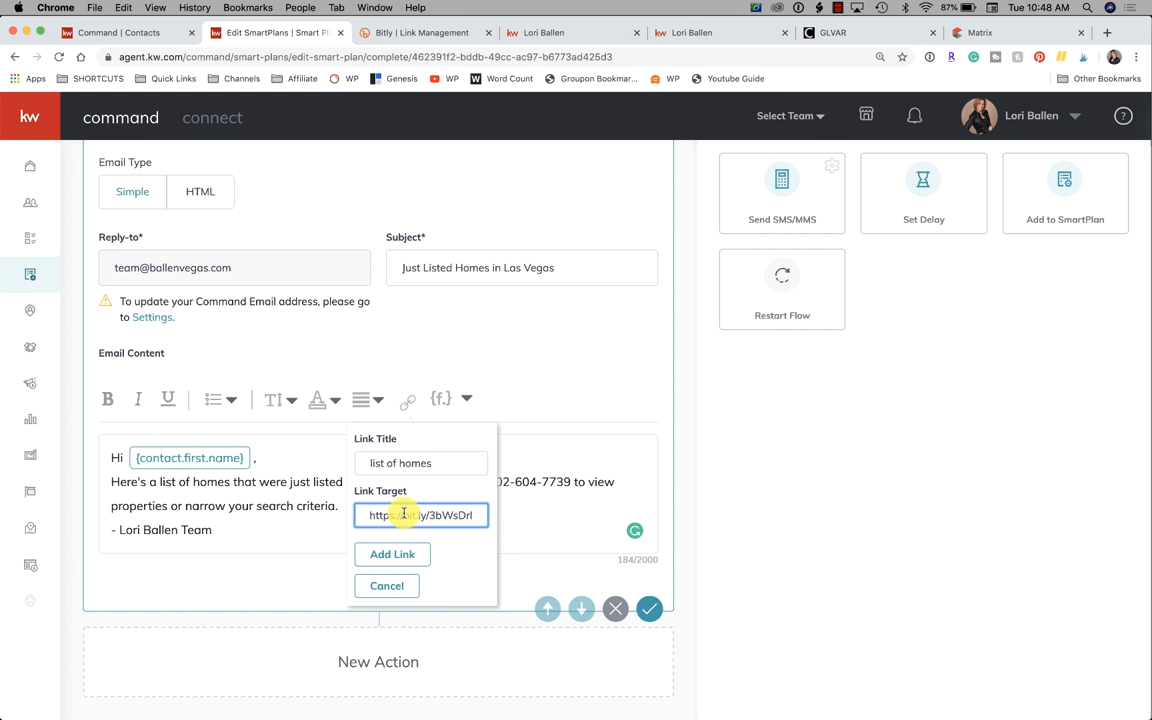 Chrome File Edit View History Bookmarks People Tab Window Help 87% Tue 10:48 AM
Command | Contacts Edit SmartPlans | Smart Pl Bitly | Link Management Lori Ballen Lori Ballen GLVAR Matrix
agent.kw.com/command/smart-plans/edit-smart-plan/complete/462391f2-bddb-49cc-ac97-b6773ad425d3
Apps SHORTCUTS Quick Links Channels Affiliate WP Genesis WP Word Count Groupon Bookmar... WP Youtube Guide Other Bookmarks
kw command connect Select Team Lori Ballen ?
Email Type
Simple HTML
Reply-to* Subject*
team@ballenvegas.com Just Listed Homes in Las Vegas
To update your Command Email address, please go
to Settings.
Email Content
B I U T A {f.}
Hi {contact.first.name} ,
Here's a list of homes that were just listed 02-604-7739 to view
properties or narrow your search criteria.
- Lori Ballen Team
184/2000
Link Title
list of homes
Link Target
https://bit.ly/3bWsDrl
Add Link
Cancel
New Action
Send SMS/MMS Set Delay Add to SmartPlan
Restart Flow